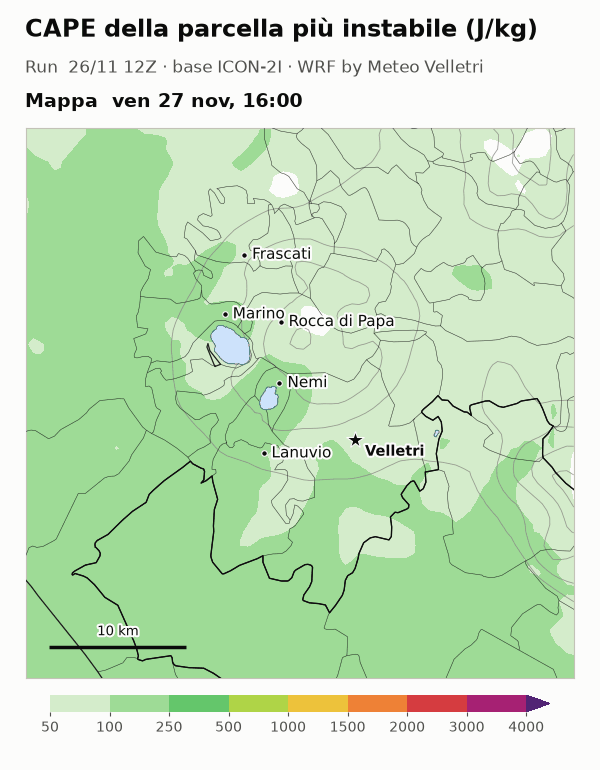 CAPE della parcella più instabile (J/kg)
Run 26/11 12Z · base ICON-2I · WRF by Meteo Velletri
Mappa ven 27 nov, 16:00
Frascati
Marino
Rocca di Papa
Nemi
Velletri
Lanuvio
10 km
50 100 250 500 1000 1500 2000 3000 4000